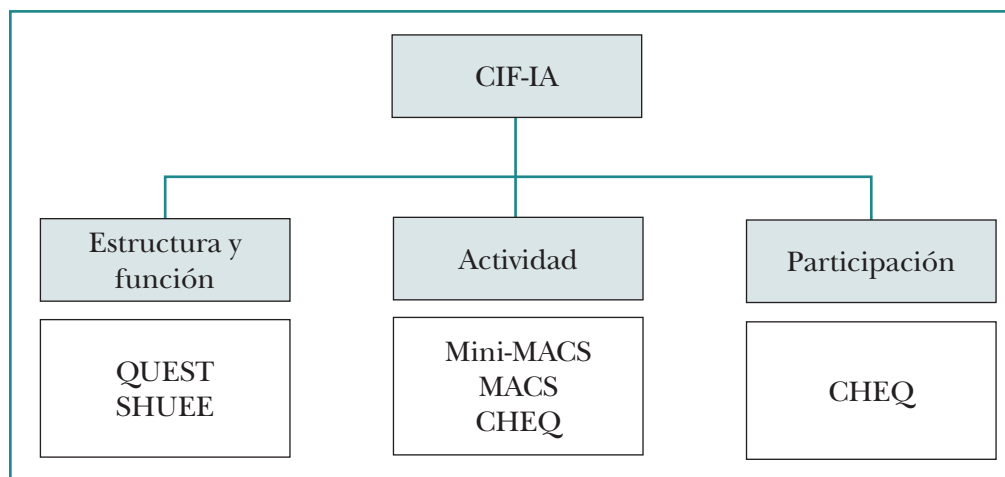 CIF-IA
Estructura y
función
Actividad
Participación
QUEST
SHUEE
Mini-MACS
MACS
CHEQ
CHEQ